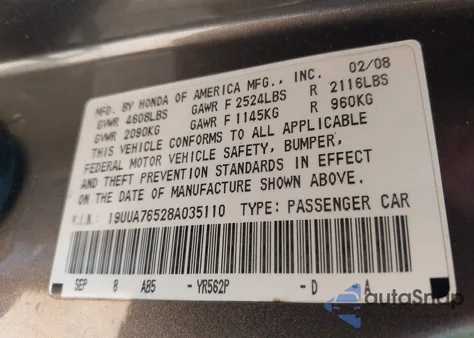 MFD. BY HONDA OF AMERICA MFG., INC. 02/08
GVWR 4608LBS GAWR F 2524LBS R 2116LBS
GVWR 2090KG GAWR F 1145KG R 960KG
THIS VEHICLE CONFORMS TO ALL APPLICABLE
FEDERAL MOTOR VEHICLE SAFETY, BUMPER,
AND THEFT PREVENTION STANDARDS IN EFFECT
ON THE DATE OF MANUFACTURE SHOWN ABOVE.
V.I.N.: 19UUA76528A035110 TYPE: PASSENGER CAR
SEP 8 AB5 - YR562P - D - A
autoSnap